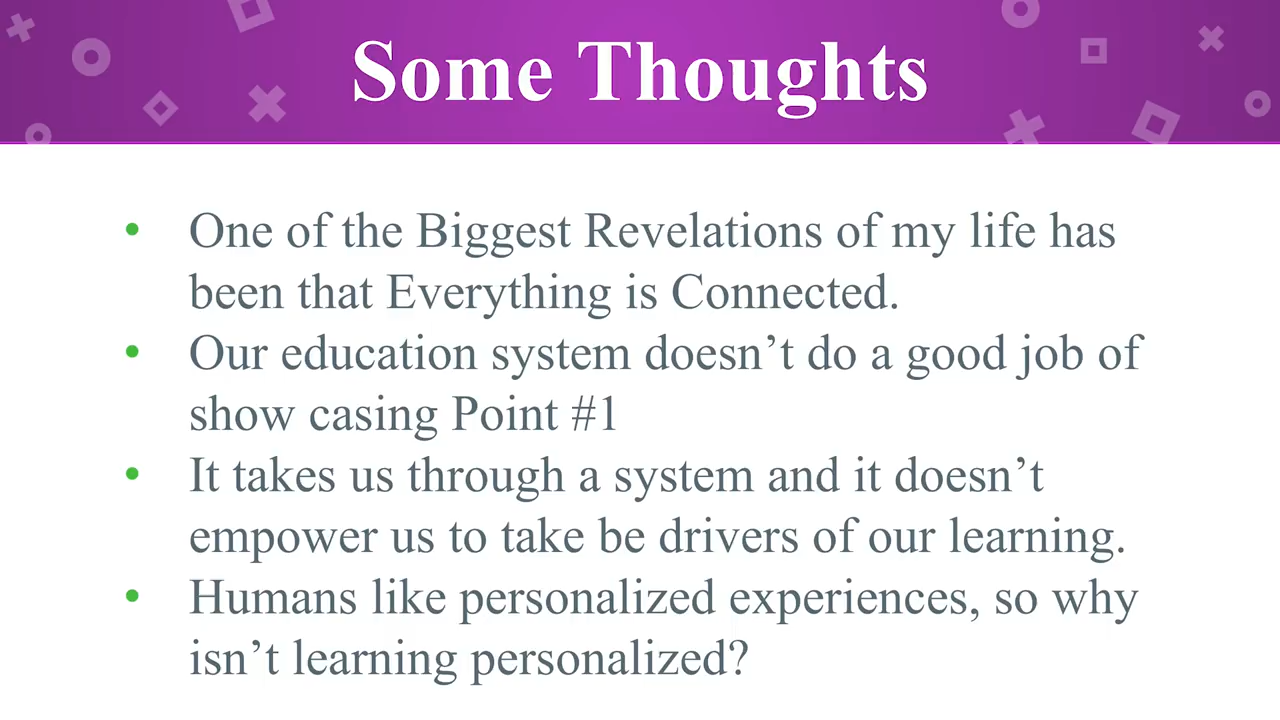 Some Thoughts
• One of the Biggest Revelations of my life has
been that Everything is Connected.
• Our education system doesn’t do a good job of
show casing Point #1
• It takes us through a system and it doesn’t
empower us to take be drivers of our learning.
• Humans like personalized experiences, so why
isn’t learning personalized?